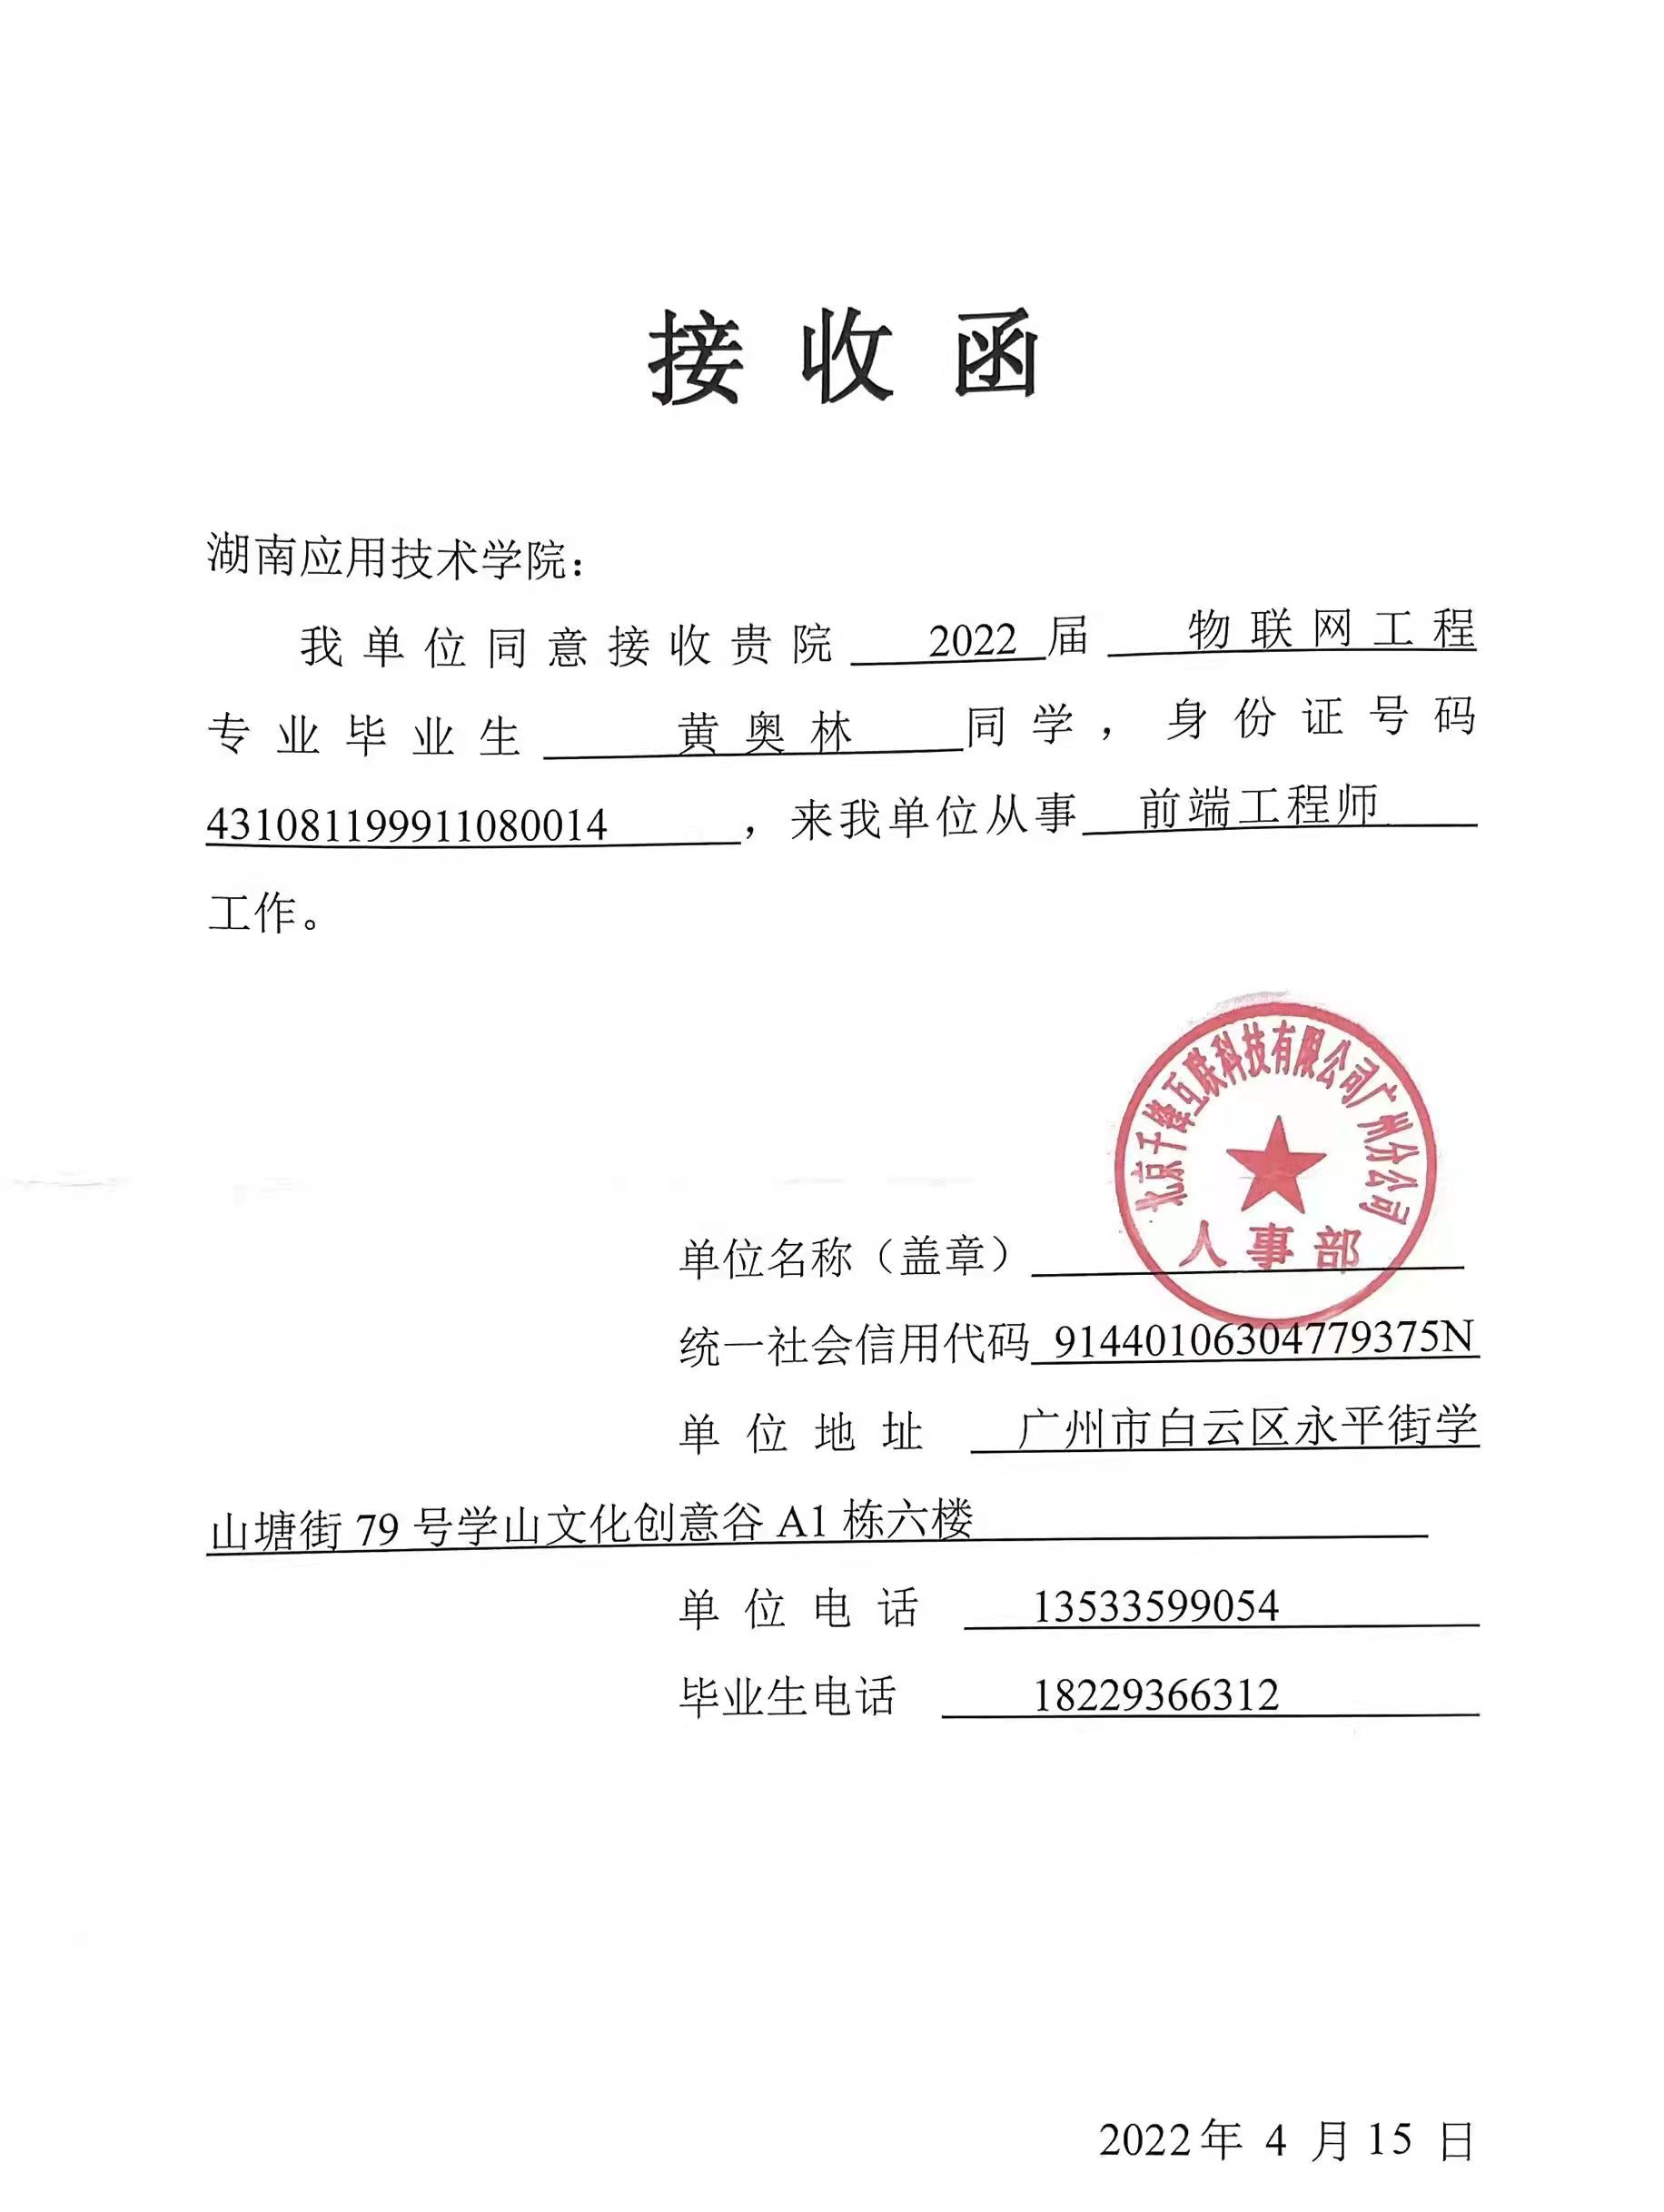 接收函
湖南应用技术学院：
我单位同意接收贵院 2022 届 物联网工程
专业毕业生 黄奥林 同学，身份证号码
431081199911080014 ，来我单位从事 前端工程师
工作。
北京千锋互联科技有限公司广州分公司
人事部
单位名称（盖章）
统一社会信用代码 91440106304779375N
单位地址 广州市白云区永平街学
山塘街 79 号学山文化创意谷 A1 栋六楼
单位电话 13533599054
毕业生电话 18229366312
2022年 4 月 15 日